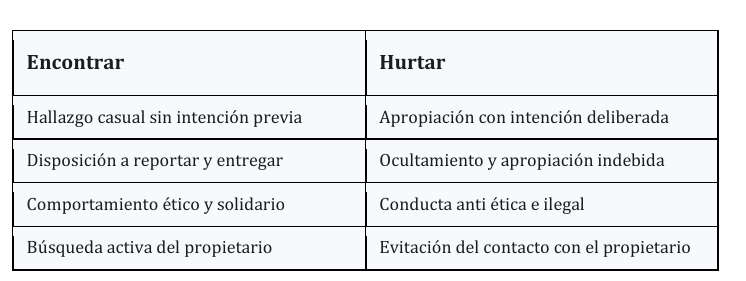 Encontrar Hurtar
Hallazgo casual sin intención previa Apropiación con intención deliberada
Disposición a reportar y entregar Ocultamiento y apropiación indebida
Comportamiento ético y solidario Conducta anti ética e ilegal
Búsqueda activa del propietario Evitación del contacto con el propietario